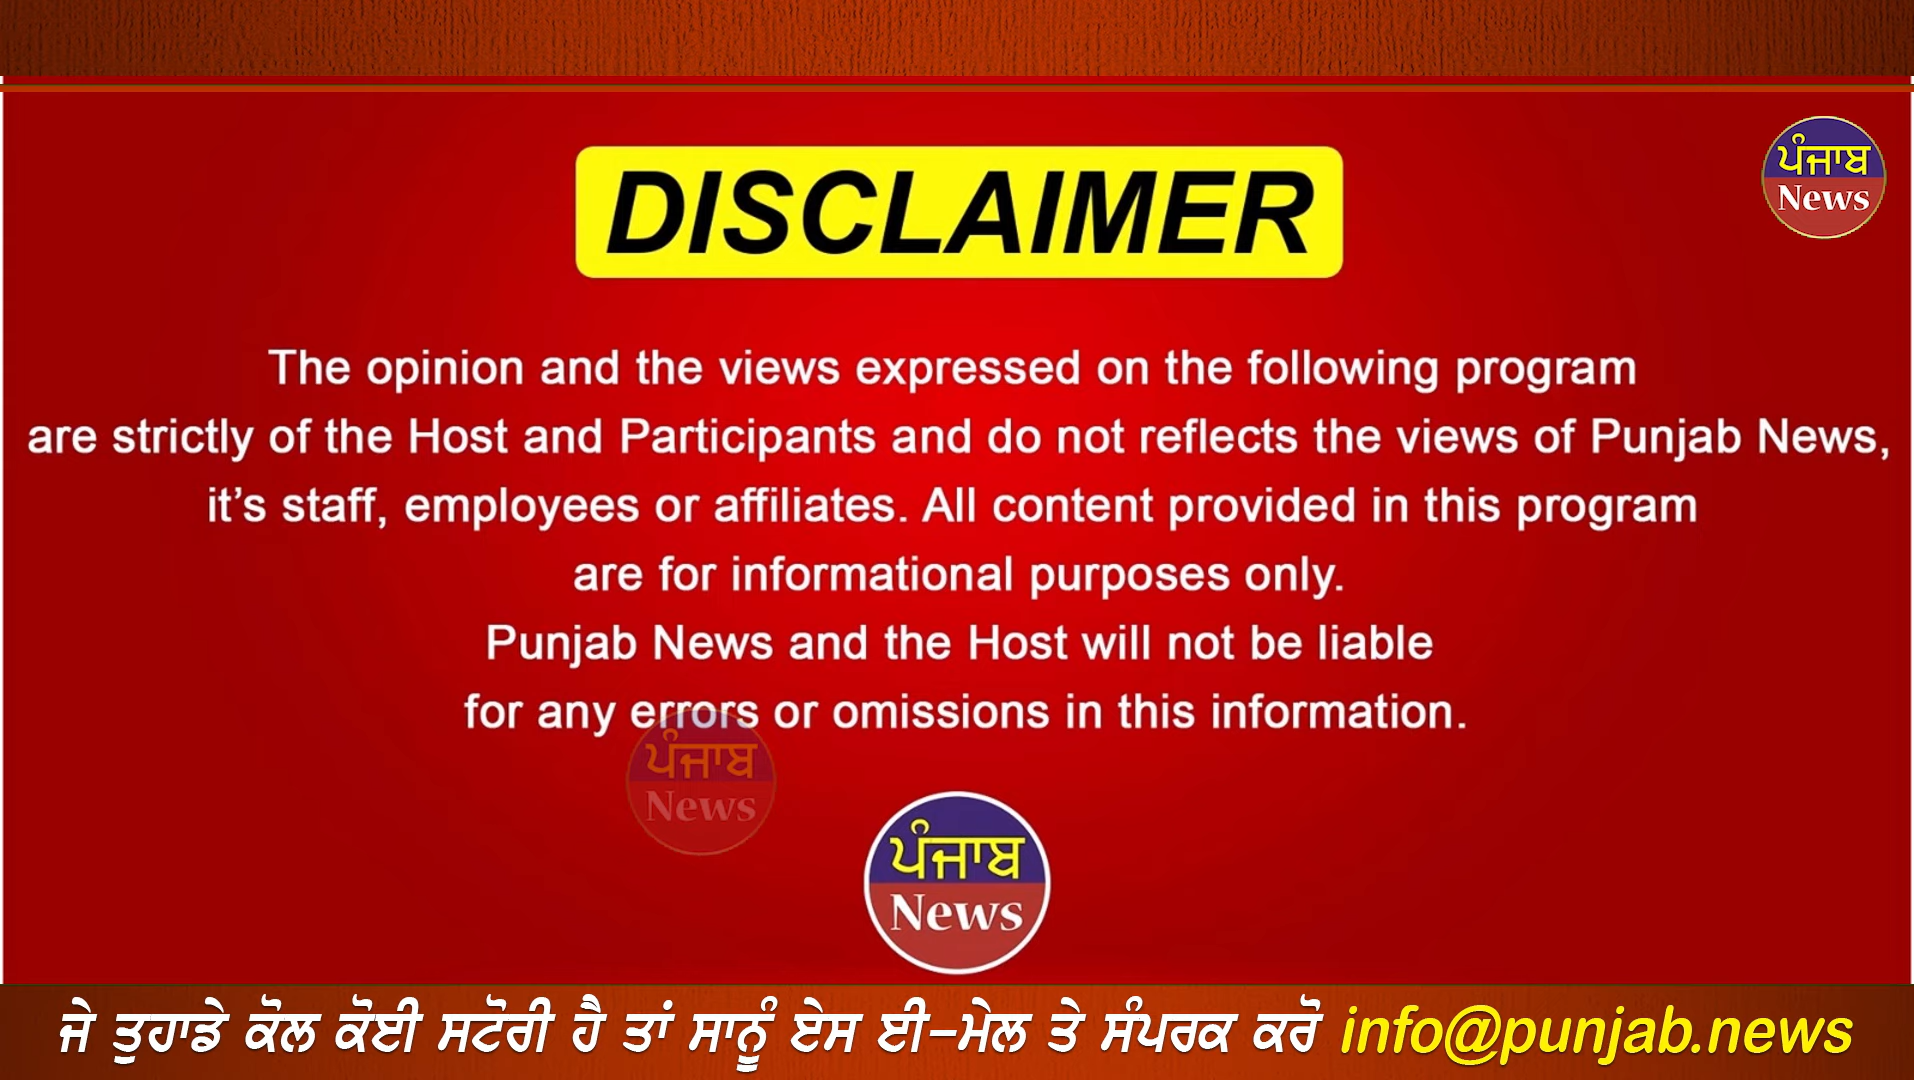 DISCLAIMER
ਪੰਜਾਬ
News
The opinion and the views expressed on the following program
are strictly of the Host and Participants and do not reflects the views of Punjab News,
it’s staff, employees or affiliates. All content provided in this program
are for informational purposes only.
Punjab News and the Host will not be liable
for any errors or omissions in this information.
ਪੰਜਾਬ
News
ਪੰਜਾਬ
News
ਜੇ ਤੁਹਾਡੇ ਕੋਲ ਕੋਈ ਸਟੋਰੀ ਹੈ ਤਾਂ ਸਾਨੂੰ ਏਸ ਈ-ਮੇਲ ਤੇ ਸੰਪਰਕ ਕਰੋ info@punjab.news